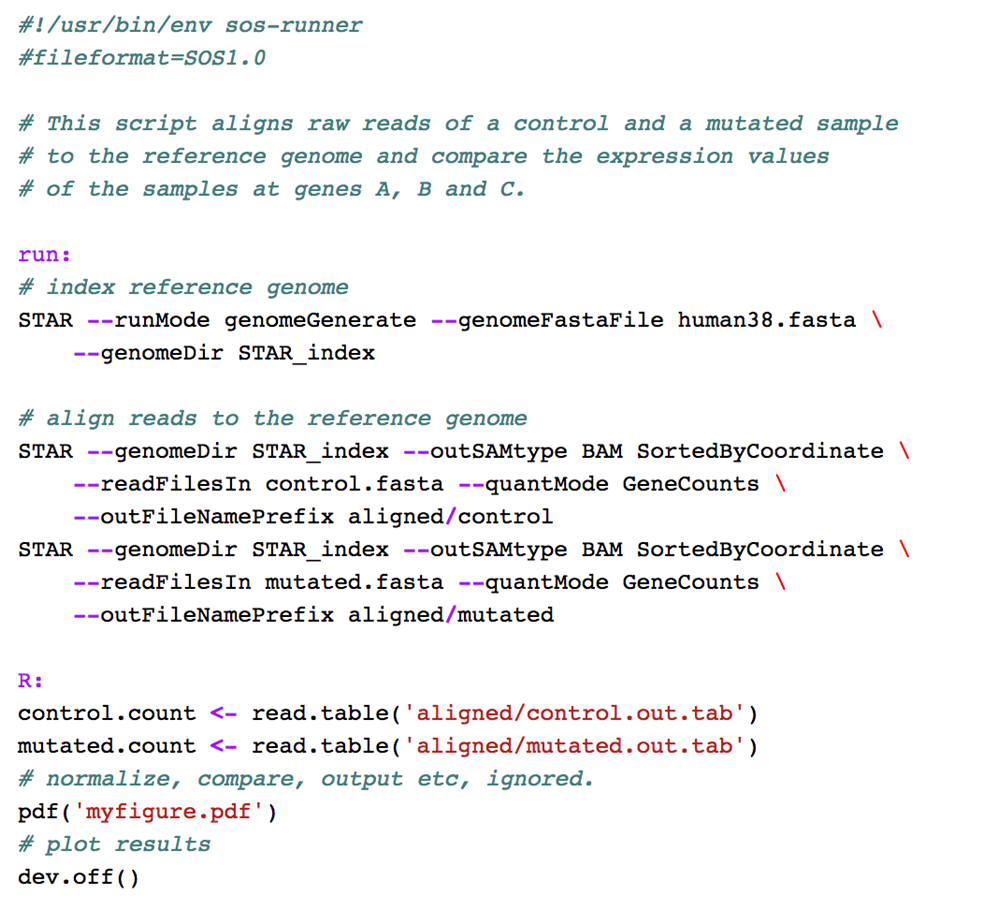 #!/usr/bin/env sos-runner
#fileformat=SOS1.0

# This script aligns raw reads of a control and a mutated sample
# to the reference genome and compare the expression values
# of the samples at genes A, B and C.

run:
# index reference genome
STAR --runMode genomeGenerate --genomeFastaFile human38.fasta \
    --genomeDir STAR_index

# align reads to the reference genome
STAR --genomeDir STAR_index --outSAMtype BAM SortedByCoordinate \
    --readFilesIn control.fasta --quantMode GeneCounts \
    --outFileNamePrefix aligned/control
STAR --genomeDir STAR_index --outSAMtype BAM SortedByCoordinate \
    --readFilesIn mutated.fasta --quantMode GeneCounts \
    --outFileNamePrefix aligned/mutated

R:
control.count <- read.table('aligned/control.out.tab')
mutated.count <- read.table('aligned/mutated.out.tab')
# normalize, compare, output etc, ignored.
pdf('myfigure.pdf')
# plot results
dev.off()